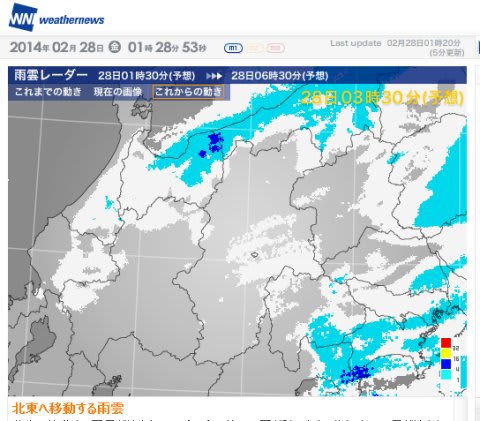 WNI weathernews
2014年02月28日 金 01時28分53秒
m1
m2
m3
Last update 02月28日01時20分
(5分更新)
雨雲レーダー 28日01時30分(予想) 28日06時30分(予想)
これまでの動き 現在の画像 これからの動き
28日03時30分(予想)
32
16
4
1
北東へ移動する雨雲